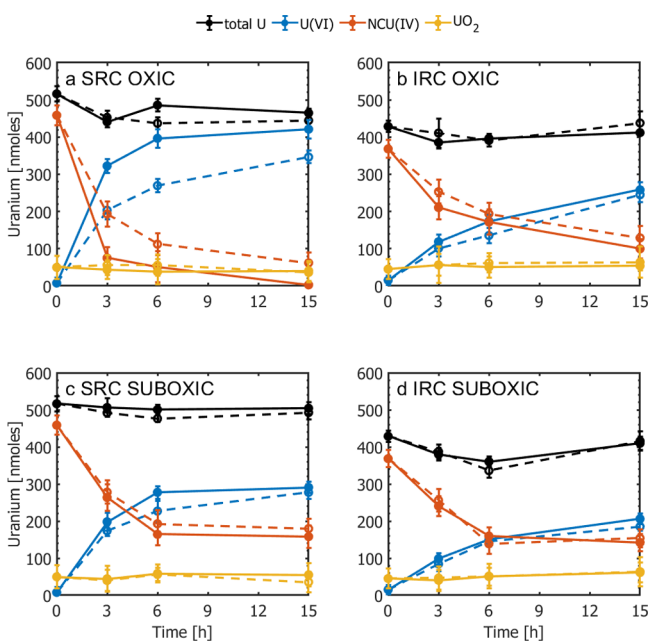 total U U(VI) NCU(IV) UO2
a SRC OXIC
b IRC OXIC
Uranium [nmoles]
600
500
400
300
200
100
0
0 3 6 9 12 15
600
500
400
300
200
100
0
0 3 6 9 12 15
c SRC SUBOXIC
d IRC SUBOXIC
Uranium [nmoles]
600
500
400
300
200
100
0
0 3 6 9 12 15
Time [h]
600
500
400
300
200
100
0
0 3 6 9 12 15
Time [h]